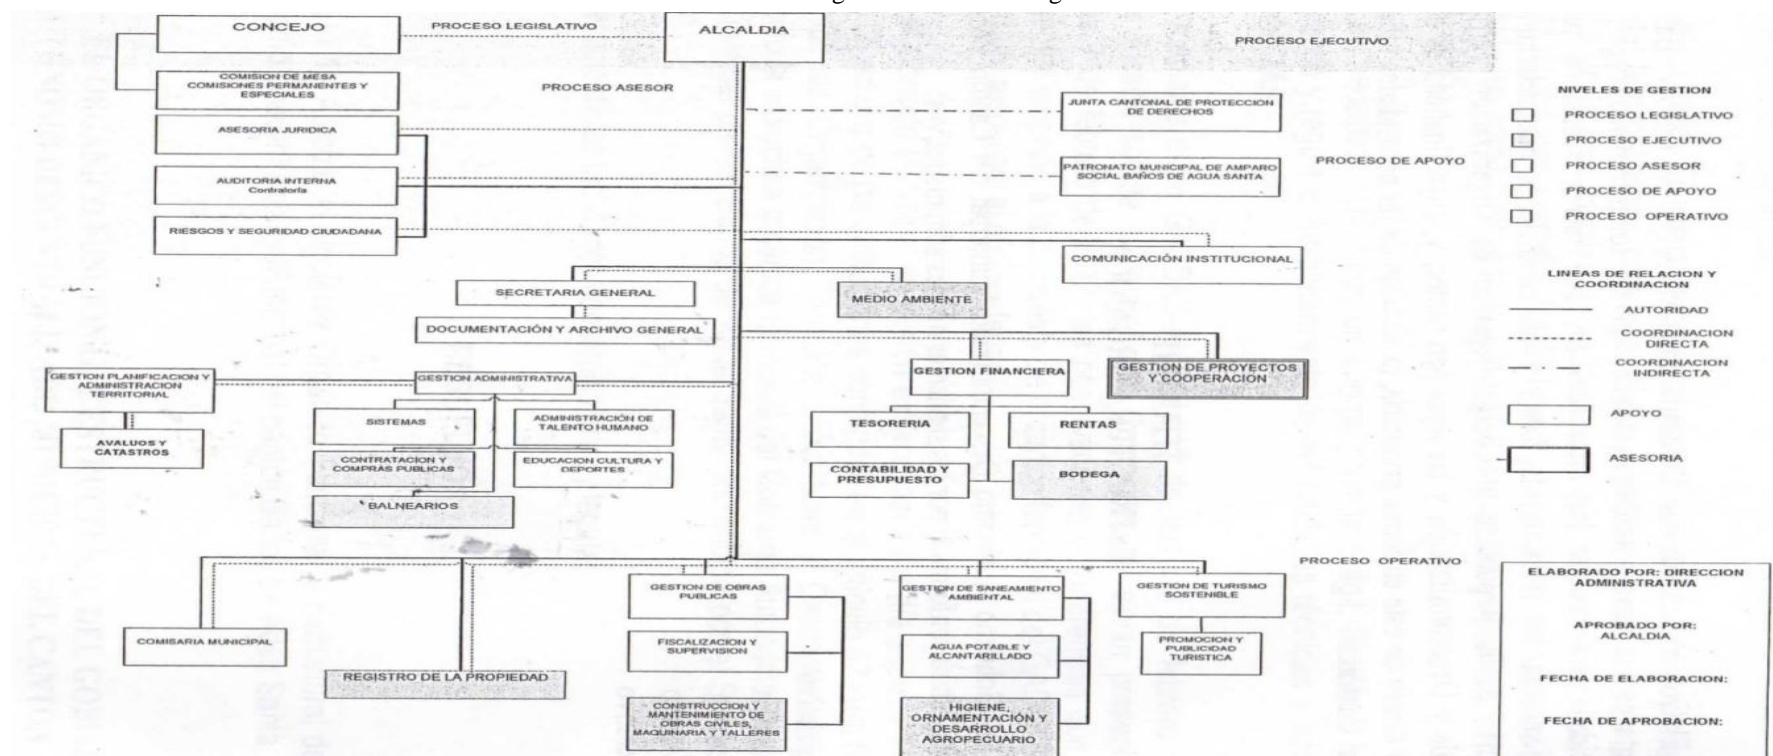 CONCEJO
PROCESO LEGISLATIVO
ALCALDIA
PROCESO EJECUTIVO
COMISION DE MESA
COMISIONES PERMANENTES Y
ESPECIALES
PROCESO ASESOR
JUNTA CANTONAL DE PROTECCION
DE DERECHOS
ASESORIA JURIDICA
AUDITORIA INTERNA
Contraloría
PATRONATO MUNICIPAL DE AMPARO
SOCIAL BAÑOS DE AGUA SANTA
PROCESO DE APOYO
RIESGOS Y SEGURIDAD CIUDADANA
COMUNICACIÓN INSTITUCIONAL
NIVELES DE GESTION
PROCESO LEGISLATIVO
PROCESO EJECUTIVO
PROCESO ASESOR
PROCESO DE APOYO
PROCESO OPERATIVO
LINEAS DE RELACION Y
COORDINACION
AUTORIDAD
COORDINACION
DIRECTA
COORDINACION
INDIRECTA
APOYO
ASESORIA
SECRETARIA GENERAL
MEDIO AMBIENTE
DOCUMENTACIÓN Y ARCHIVO GENERAL
GESTION PLANIFICACION Y
ADMINISTRACION
TERRITORIAL
GESTION ADMINISTRATIVA
GESTION FINANCIERA
GESTION DE PROYECTOS
Y COOPERACION
AVALUOS Y
CATASTROS
SISTEMAS
ADMINISTRACIÓN DE
TALENTO HUMANO
CONTRATACION Y
COMPRAS PUBLICAS
EDUCACION CULTURA Y
DEPORTES
BALNEARIOS
TESORERIA
RENTAS
CONTABILIDAD Y
PRESUPUESTO
BODEGA
PROCESO OPERATIVO
COMISARIA MUNICIPAL
REGISTRO DE LA PROPIEDAD
GESTION DE OBRAS
PUBLICAS
FISCALIZACION Y
SUPERVISION
CONSTRUCCION Y
MANTENIMIENTO DE
OBRAS CIVILES,
MAQUINARIA Y TALLERES
GESTION DE SANEAMIENTO
AMBIENTAL
AGUA POTABLE Y
ALCANTARILLADO
HIGIENE,
ORNAMENTACIÓN Y
DESARROLLO
AGROPECUARIO
GESTION DE TURISMO
SOSTENIBLE
PROMOCION Y
PUBLICIDAD
TURISTICA
ELABORADO POR: DIRECCION
ADMINISTRATIVA
APROBADO POR:
ALCALDIA
FECHA DE ELABORACION:
FECHA DE APROBACION: